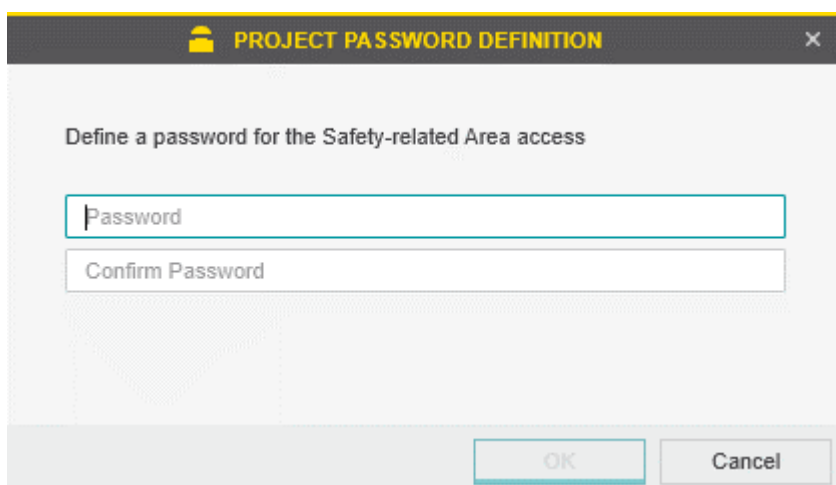 PROJECT PASSWORD DEFINITION
Define a password for the Safety-related Area access
Password
Confirm Password
OK Cancel